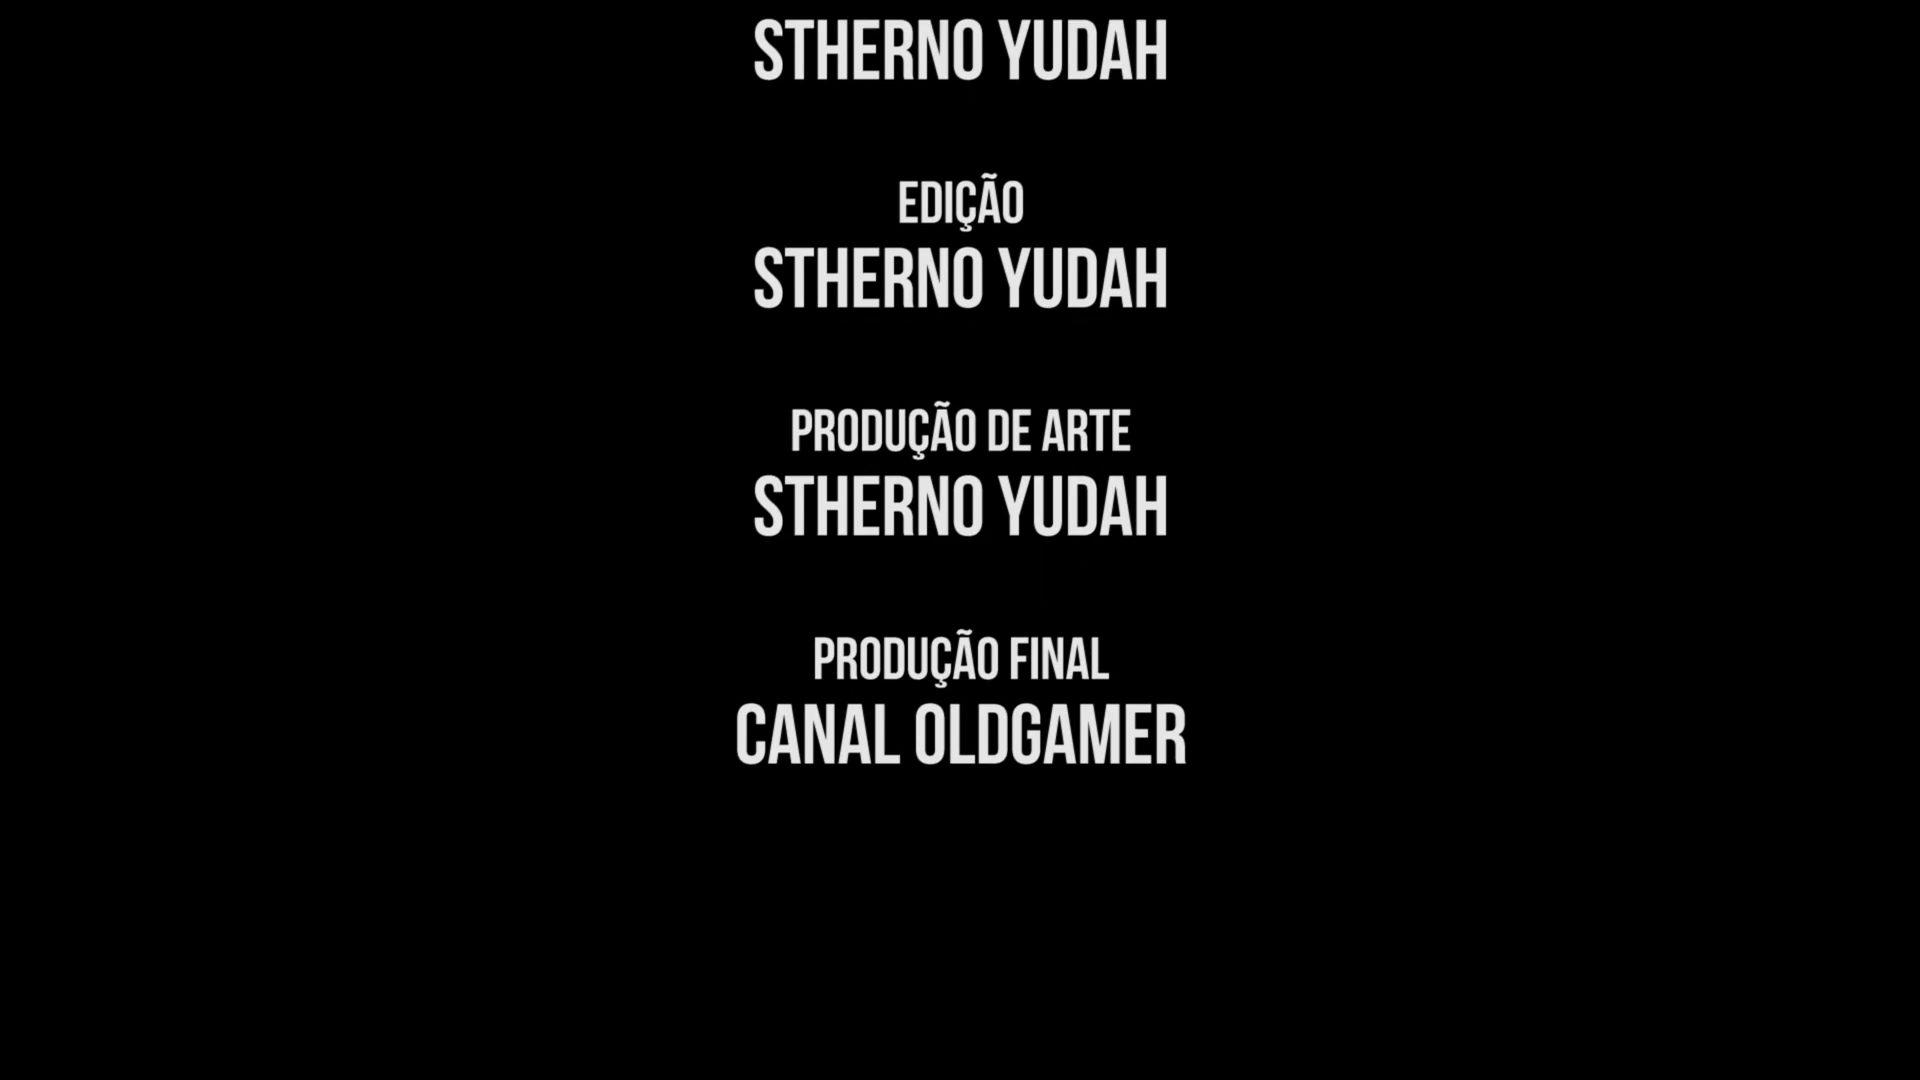 STHERNO YUDAH
EDIÇÃO
STHERNO YUDAH
PRODUÇÃO DE ARTE
STHERNO YUDAH
PRODUÇÃO FINAL
CANAL OLDGAMER